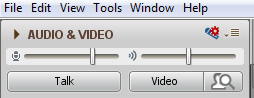 File Edit View Tools Window Help
AUDIO & VIDEO
Talk Video